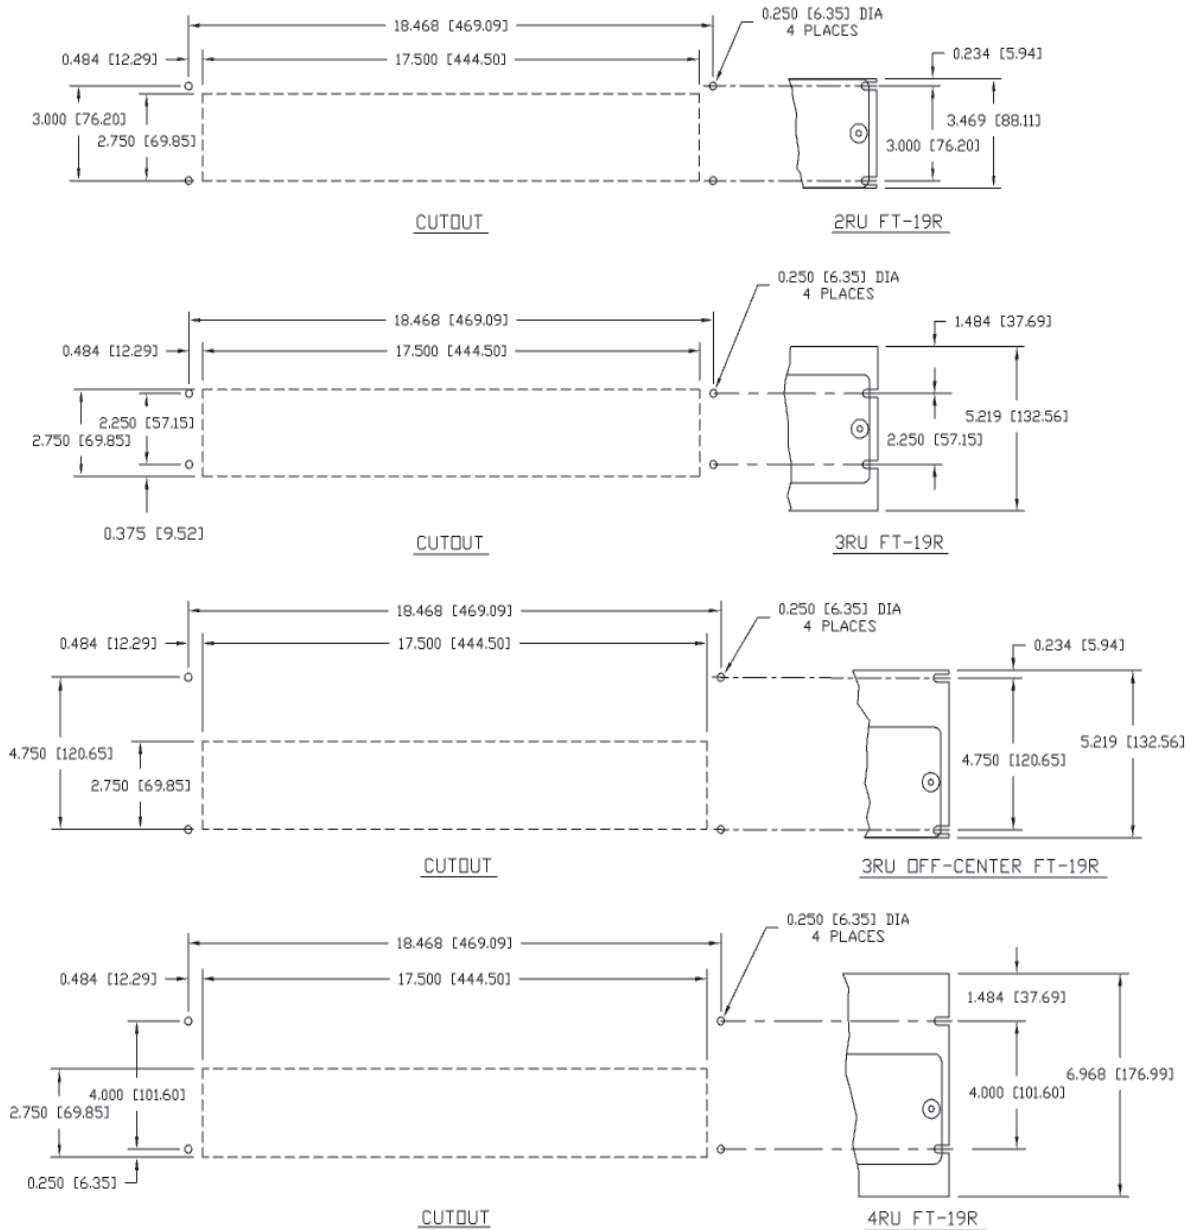 18.468 [469.09]
0.250 [6.35] DIA
4 PLACES
0.484 [12.29]
17.500 [444.50]
0.234 [5.94]
3.000 [76.20]
2.750 [69.85]
3.469 [88.11]
3.000 [76.20]
CUTOUT
2RU FT-19R
0.250 [6.35] DIA
4 PLACES
18.468 [469.09]
1.484 [37.69]
0.484 [12.29]
17.500 [444.50]
2.250 [57.15]
2.750 [69.85]
5.219 [132.56]
2.250 [57.15]
0.375 [9.52]
CUTOUT
3RU FT-19R
18.468 [469.09]
0.250 [6.35] DIA
4 PLACES
0.484 [12.29]
17.500 [444.50]
0.234 [5.94]
4.750 [120.65]
2.750 [69.85]
4.750 [120.65]
5.219 [132.56]
CUTOUT
3RU OFF-CENTER FT-19R
0.250 [6.35] DIA
4 PLACES
18.468 [469.09]
0.484 [12.29]
17.500 [444.50]
1.484 [37.69]
4.000 [101.60]
2.750 [69.85]
4.000 [101.60]
6.968 [176.99]
0.250 [6.35]
CUTOUT
4RU FT-19R